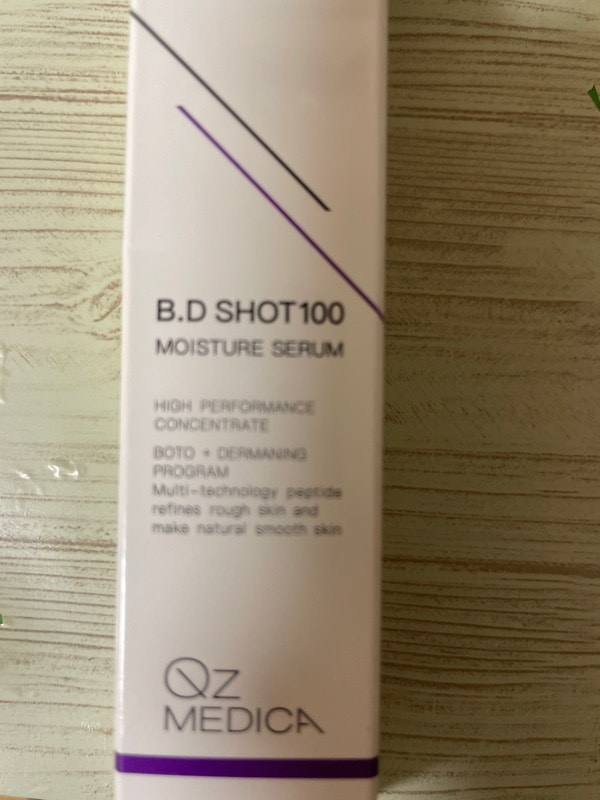 B.D SHOT100
MOISTURE SERUM
HIGH PERFORMANCE
CONCENTRATE
BOTO + DERMANING
PROGRAM
Multi-technology peptide
refines rough skin and
make natural smooth skin
Qz
MEDICA